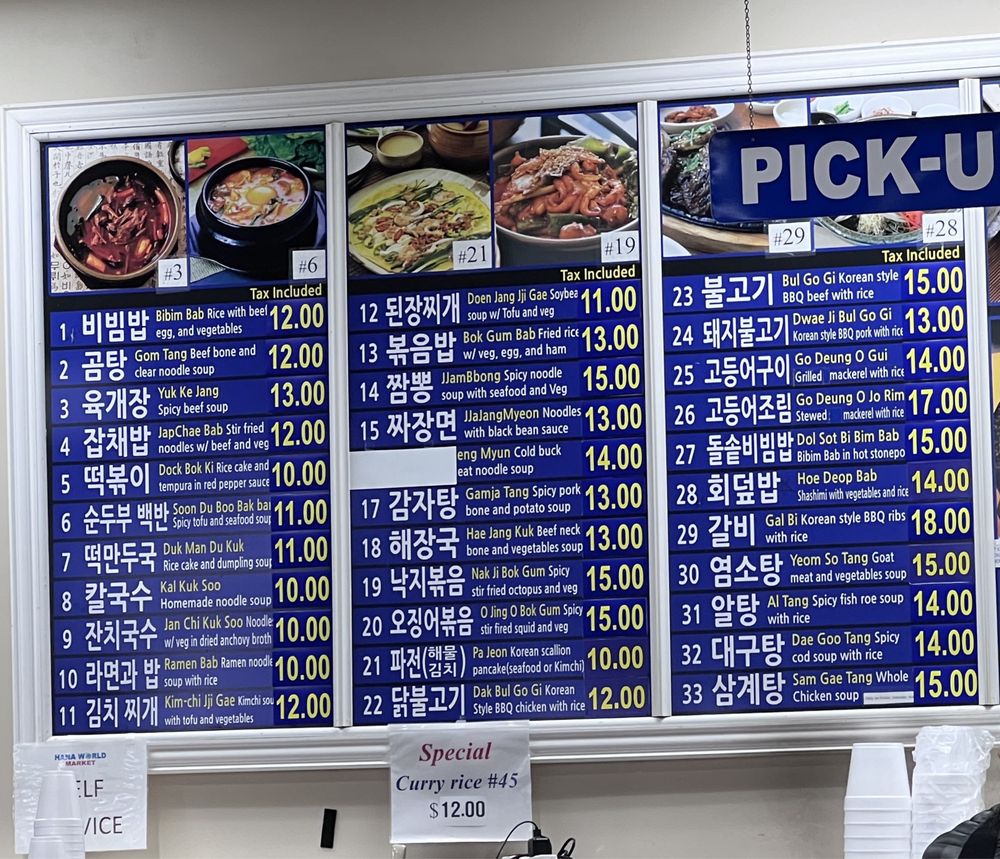 PICK-U
#3
#6
Tax Included
1 비빔밥 Bibim Bab Rice with beef
egg, and vegetables 12.00
2 곰탕 Gom Tang Beef bone and
clear noodle soup 12.00
3 육개장 Yuk Ke Jang
Spicy beef soup 13.00
4 잡채밥 JapChae Bab Stir fried
noodles w/ beef and veg 12.00
5 떡볶이 Dock Bok Ki Rice cake and
tempura in red pepper sauce 10.00
6 순두부 백반 Soon Du Boo Bak ba
Spicy tofu and seafood sou 11.00
7 떡만두국 Duk Man Du Kuk
Rice cake and dumpling sou 11.00
8 칼국수 Kal Kuk Soo
Homemade noodle soup 10.00
9 잔치국수 Jan Chi Kuk Soo Noodle
w/ veg in dried anchovy broth 10.00
10 라면과 밥 Ramen Bab Ramen noodle
soup with rice 10.00
11 김치 찌개 Kim-chi Ji Gae Kimchi sou
with tofu and vegetables 12.00
#21
#19
Tax Included
12 된장찌개 Doen Jang Jji Gae Soybea
soup w/ Tofu and veg 11.00
13 볶음밥 Bok Gum Bab Fried rice
w/ veg, egg, and ham 13.00
14 짬뽕 JJamBbong Spicy noodle
soup with seafood and Veg 15.00
15 짜장면 JJaJangMyeon Noodles
with black bean sauce 13.00
eng Myun Cold buck
eat noodle soup 14.00
17 감자탕 Gamja Tang Spicy pork
bone and potato soup 13.00
18 해장국 Hae Jang Kuk Beef neck
bone and vegetables soup 13.00
19 낙지볶음 Nak Ji Bok Gum Spicy
stir fried octopus and veg 15.00
20 오징어볶음 O Jing O Bok Gum Spicy
stir fired squid and veg 15.00
21 파전(해물 김치) Pa Jeon Korean scallion
pancake(seafood or Kimchi) 10.00
22 닭불고기 Dak Bul Go Gi Korean
Style BBQ chicken with rice 12.00
#29
#28
Tax Included
23 불고기 Bul Go Gi Korean style
BBQ beef with rice 15.00
24 돼지불고기 Dwae Ji Bul Go Gi
Korean style BBQ pork with rice 13.00
25 고등어구이 Go Deung O Gui
Grilled mackerel with rice 14.00
26 고등어조림 Go Deung O Jo Rim
Stewed mackerel with rice 17.00
27 돌솥비빔밥 Dol Sot Bi Bim Bab
Bibim Bab in hot stonepo 15.00
28 회덮밥 Hoe Deop Bab
Shashimi with vegetables and rice 14.00
29 갈비 Gal Bi Korean style BBQ ribs
with rice 18.00
30 염소탕 Yeom So Tang Goat
meat and vegetables soup 15.00
31 알탕 Al Tang Spicy fish roe soup
with rice 14.00
32 대구탕 Dae Goo Tang Spicy
cod soup with rice 14.00
33 삼계탕 Sam Gae Tang Whole
Chicken soup 15.00
HANA WORLD
MARKET
ELF
VICE
Special
Curry rice #45
$12.00